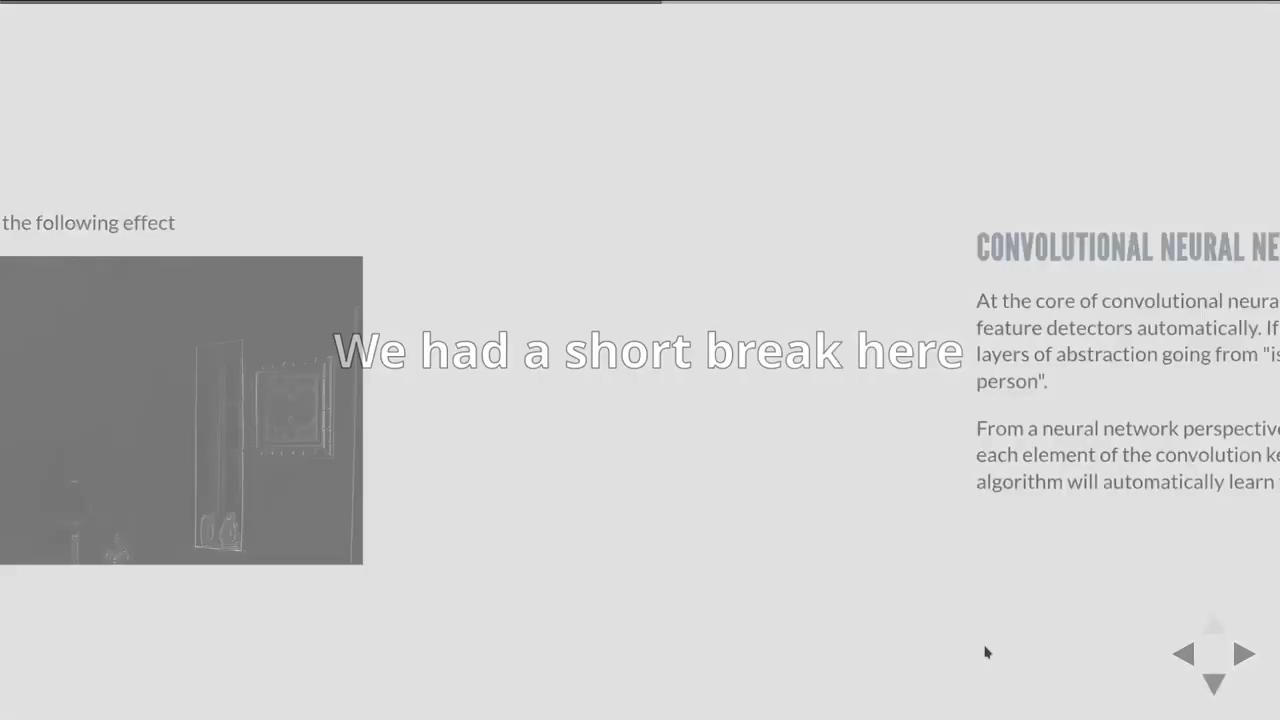 the following effect
We had a short break here
CONVOLUTIONAL NEURAL NE
At the core of convolutional neura
feature detectors automatically. If
layers of abstraction going from "is
person".
From a neural network perspective
each element of the convolution ke
algorithm will automatically learn